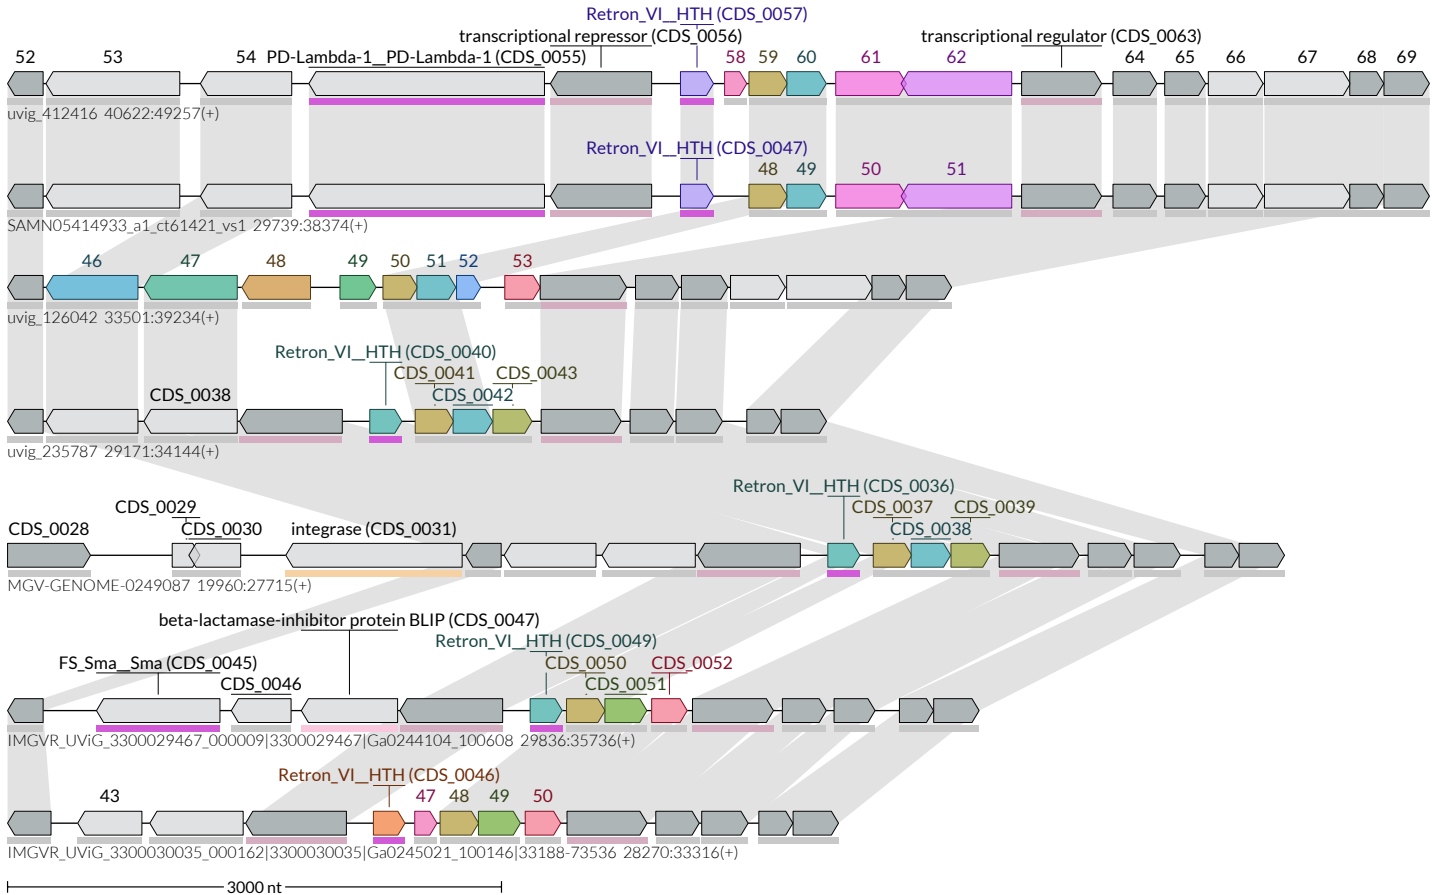 Retron_VI__HTH (CDS_0057)
transcriptional repressor (CDS_0056) transcriptional regulator (CDS_0063)
52 53 54 PD-Lambda-1__PD-Lambda-1 (CDS_0055) 58 59 60 61 62 64 65 66 67 68 69
uvig_412416 40622:49257(+)
Retron_VI__HTH (CDS_0047)
48 49 50 51
SAMN05414933_a1_ct61421_vs1 29739:38374(+)
46 47 48 49 50 51 52 53
uvig_126042 33501:39234(+)
Retron_VI__HTH (CDS_0040)
CDS_0041 CDS_0043
CDS_0038 CDS_0042
uvig_235787 29171:34144(+)
Retron_VI__HTH (CDS_0036)
CDS_0029 CDS_0037 CDS_0039
CDS_0028 CDS_0030 integrase (CDS_0031) CDS_0038
MGV-GENOME-0249087 19960:27715(+)
beta-lactamase-inhibitor protein BLIP (CDS_0047)
Retron_VI__HTH (CDS_0049)
FS_Sma__Sma (CDS_0045) CDS_0050 CDS_0052
CDS_0046 CDS_0051
IMGVR_UViG_3300029467_000009|3300029467|Ga0244104_100608 29836:35736(+)
Retron_VI__HTH (CDS_0046)
43 47 48 49 50
IMGVR_UViG_3300030035_000162|3300030035|Ga0245021_100146|33188-73536 28270:33316(+)
3000 nt